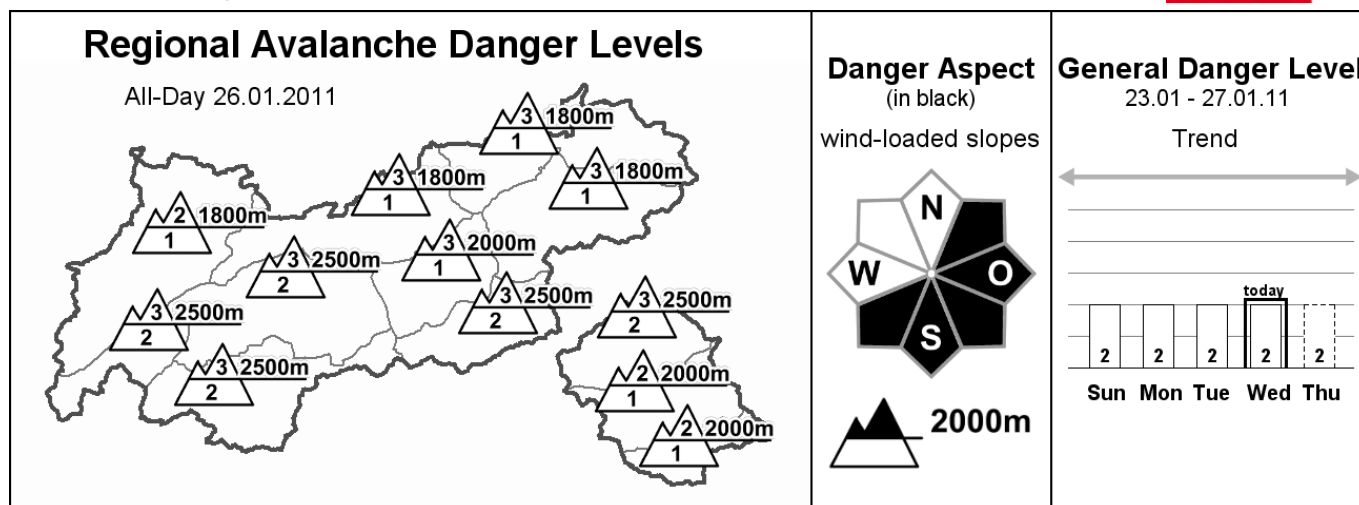 Regional Avalanche Danger Levels
All-Day 26.01.2011
3 1800m
1
3 1800m
1
3 1800m
1
2 1800m
1
3 2000m
1
3 2500m
2
3 2500m
2
3 2500m
2
3 2500m
2
3 2500m
2
2 2000m
1
2 2000m
1
Danger Aspect
(in black)
wind-loaded slopes
N
W
O
S
2000m
General Danger Level
23.01 - 27.01.11
Trend
today
2 2 2 2 2
Sun Mon Tue Wed Thu